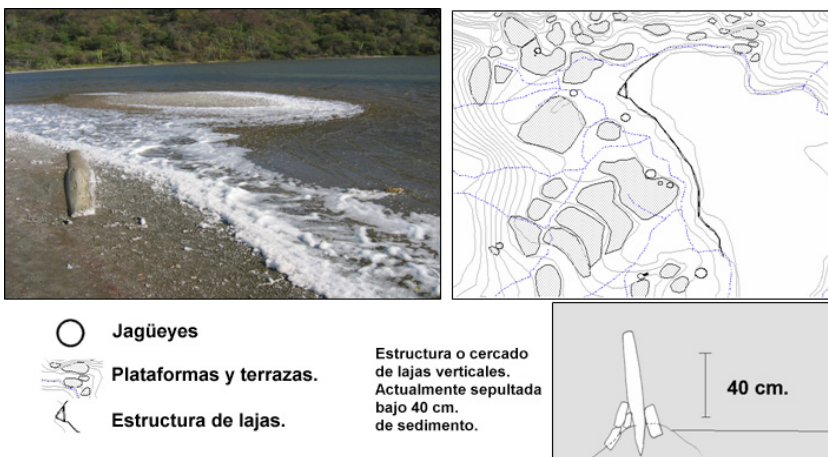 Jagüeyes
Plataformas y terrazas.
Estructura de lajas.
Estructura o cercado
de lajas verticales.
Actualmente sepultada
bajo 40 cm.
de sedimento.
40 cm.